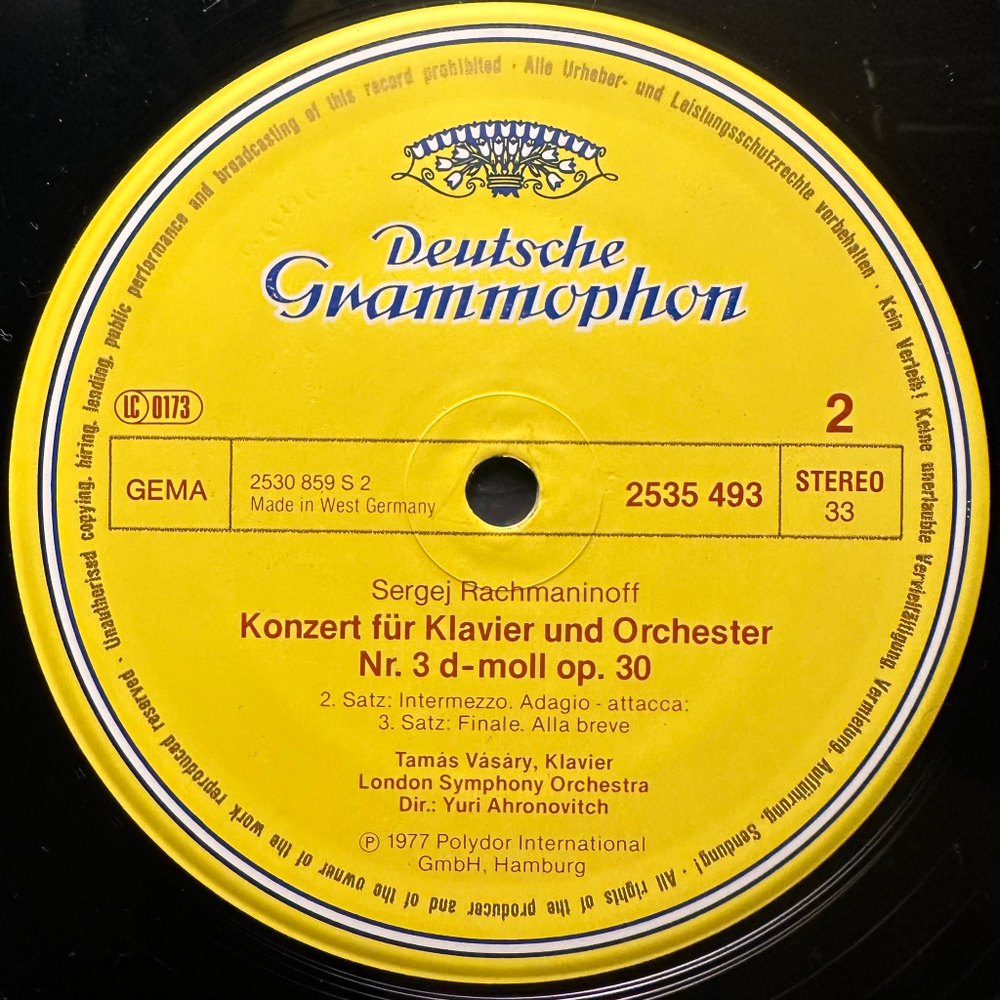 Deutsche
Grammophon
LC 0173
2
GEMA
2530 859 S 2
Made in West Germany
2535 493
STEREO
33
Sergej Rachmaninoff
Konzert für Klavier und Orchester
Nr. 3 d-moll op. 30
2. Satz: Intermezzo. Adagio - attacca:
3. Satz: Finale. Alla breve
Tamás Vásáry, Klavier
London Symphony Orchestra
Dir.: Yuri Ahronovitch
℗ 1977 Polydor International
GmbH, Hamburg
Alle Urheber- und Leistungsschutzrechte vorbehalten · Kein Verleih! Keine unerlaubte Vervielfältigung, Vermietung, Aufführung, Sendung! · All rights of the producer and of the owner of the work reproduced reserved · Unauthorised copying, hiring, lending, public performance and broadcasting of this record prohibited ·